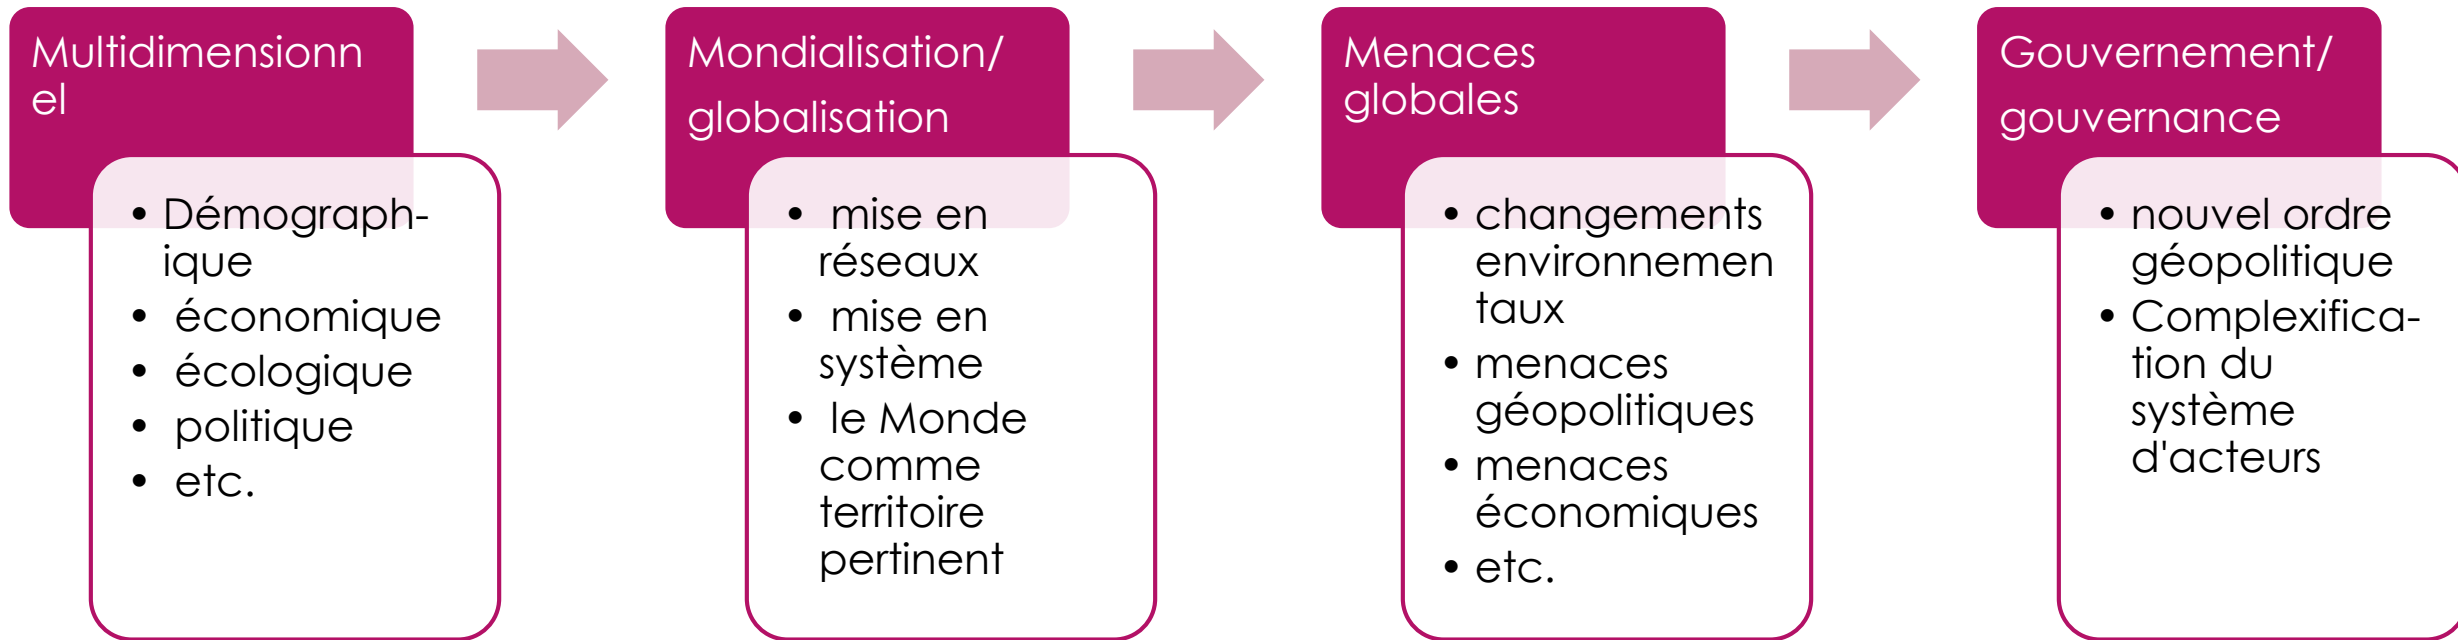 Multidimensionn
el
• Démograph-
ique
• économique
• écologique
• politique
• etc.
Mondialisation/
globalisation
• mise en
réseaux
• mise en
système
• le Monde
comme
territoire
pertinent
Menaces
globales
• changements
environnemen
taux
• menaces
géopolitiques
• menaces
économiques
• etc.
Gouvernement/
gouvernance
• nouvel ordre
géopolitique
• Complexifica-
tion du
système
d'acteurs